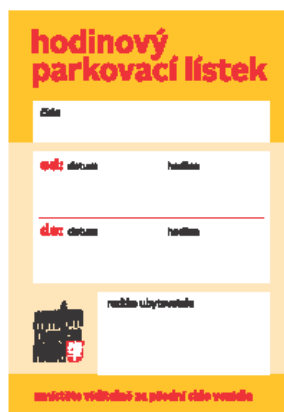 hodinový
parkovací lístek
číslo
od: datum hodina
do: datum hodina
razítko ubytovatele
umístěte viditelně za přední sklo vozidla